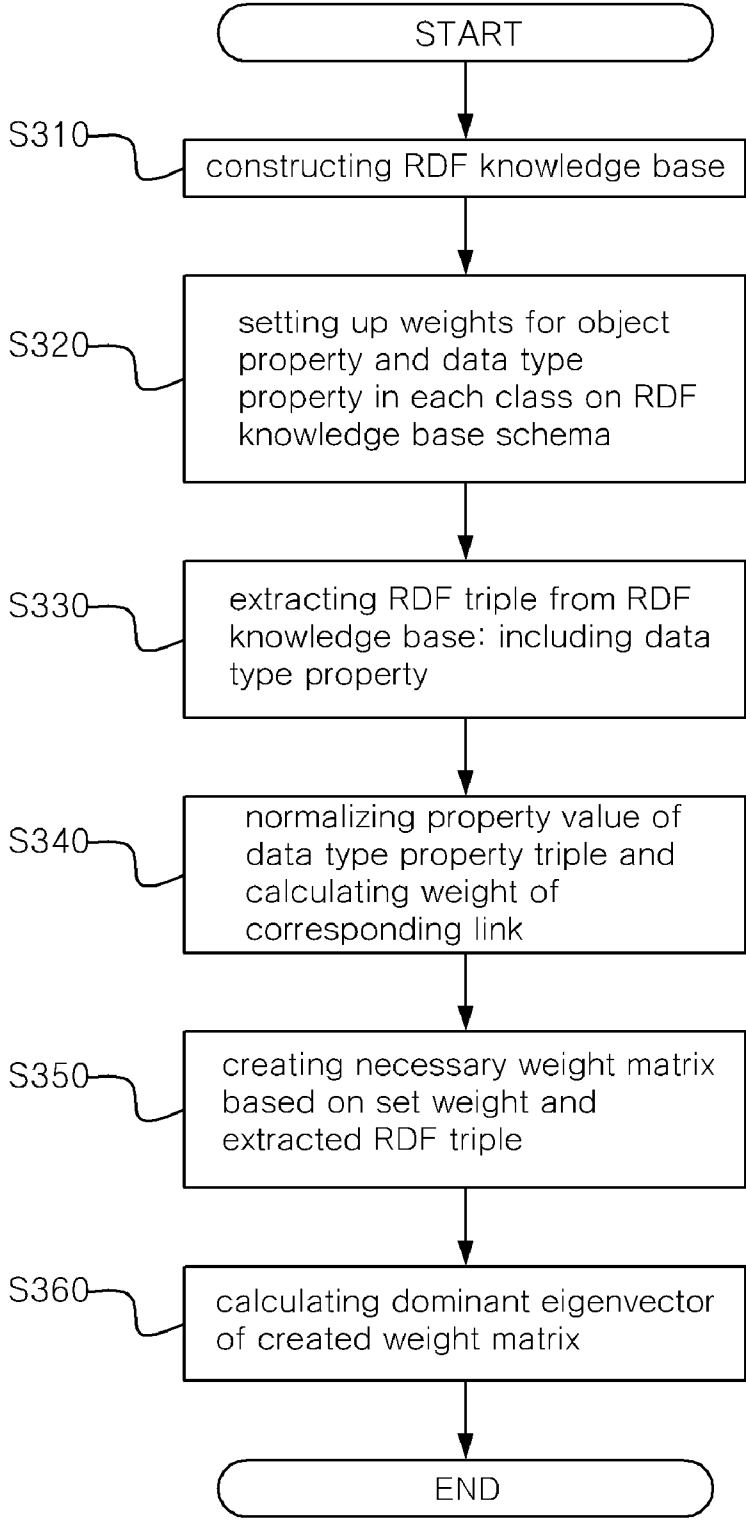 START
S310
constructing RDF knowledge base
S320
setting up weights for object
property and data type
property in each class on RDF
knowledge base schema
S330
extracting RDF triple from RDF
knowledge base: including data
type property
S340
normalizing property value of
data type property triple and
calculating weight of
corresponding link
S350
creating necessary weight matrix
based on set weight and
extracted RDF triple
S360
calculating dominant eigenvector
of created weight matrix
END